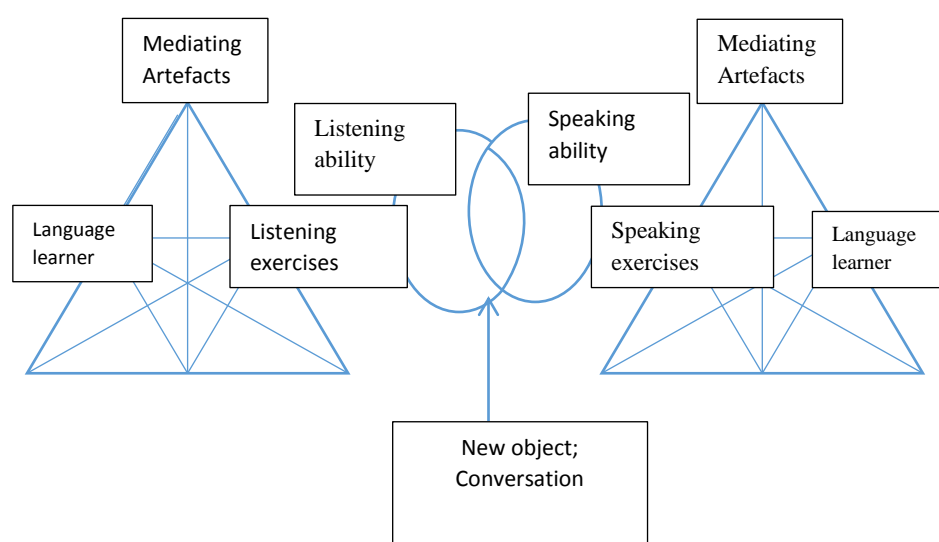 Mediating
Artefacts
Mediating
Artefacts
Listening
ability
Speaking
ability
Language
learner
Listening
exercises
Speaking
exercises
Language
learner
New object;
Conversation